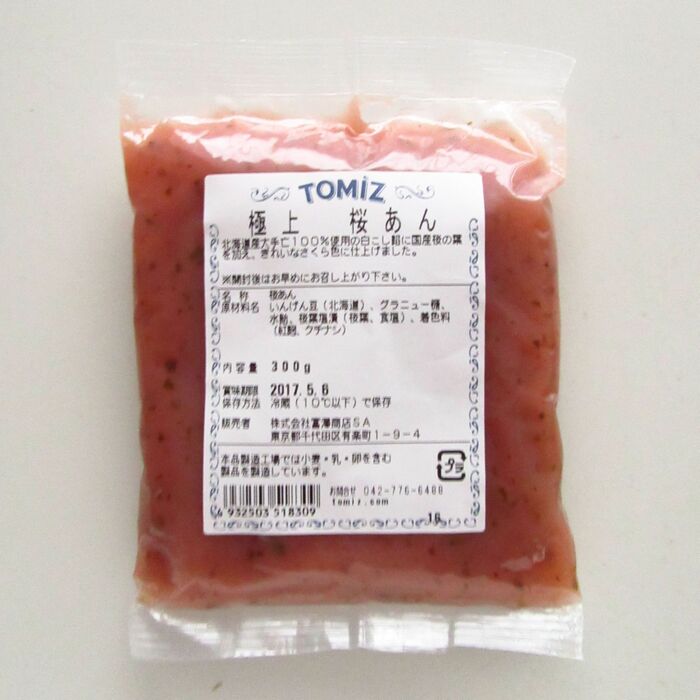 TOMIZ
極上 桜あん
北海道産大手亡100%使用の白こし餡に国産桜の葉
を加え、きれいなさくら色に仕上げました。
※開封後はお早めにお召し上がり下さい。
名 称 桜あん
原材料名 いんげん豆(北海道)、グラニュー糖、
水飴、桜葉塩漬(桜葉、食塩)、着色料
(紅麹、クチナシ)
内容量 300g
賞味期限 2017.5.6
保存方法 冷蔵(10℃以下)で保存
販売者 株式会社富澤商店SA
東京都千代田区有楽町1-9-4
本品製造工場では小麦・乳・卵を含む
製品を製造しています。
プラ
お問合せ 042-776-6488
tomiz.com
4932503 518309
16